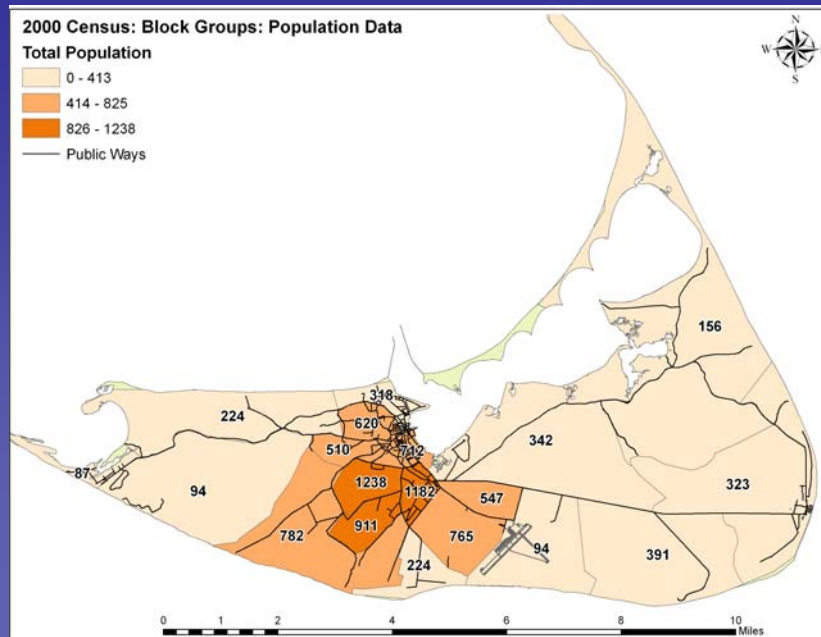 2000 Census: Block Groups: Population Data
Total Population
0 - 413
414 - 825
826 - 1238
Public Ways
N
W E
S
156
318
224
620
342
510
712
87
323
94
1238
1182
547
911
782
765
94
391
224
0 1 2 4 6 8 10
Miles